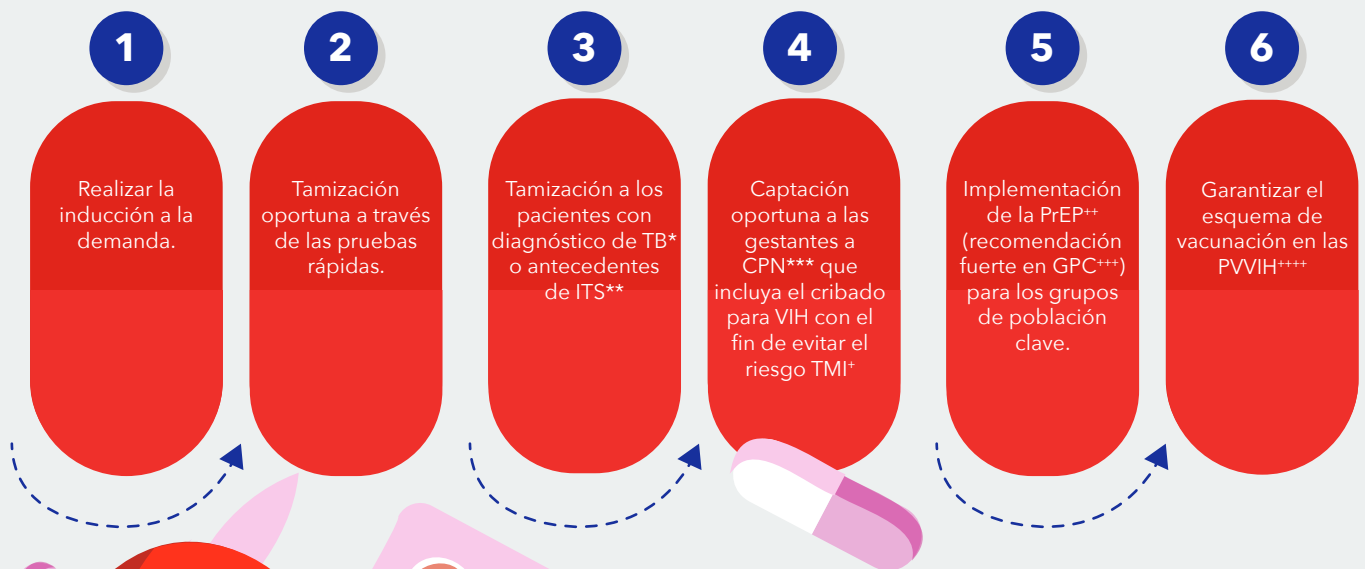 1
Realizar la
inducción a la
demanda.
2
Tamización
oportuna a través
de las pruebas
rápidas.
3
Tamización a los
pacientes con
diagnóstico de TB*
o antecedentes
de ITS**
4
Captación
oportuna a las
gestantes a
CPN*** que
incluya el cribado
para VIH con el
fin de evitar el
riesgo TMI⁺
5
Implementación
de la PrEP⁺⁺
(recomendación
fuerte en GPC⁺⁺⁺)
para los grupos
de población
clave.
6
Garantizar el
esquema de
vacunación en las
PVVIH⁺⁺⁺⁺